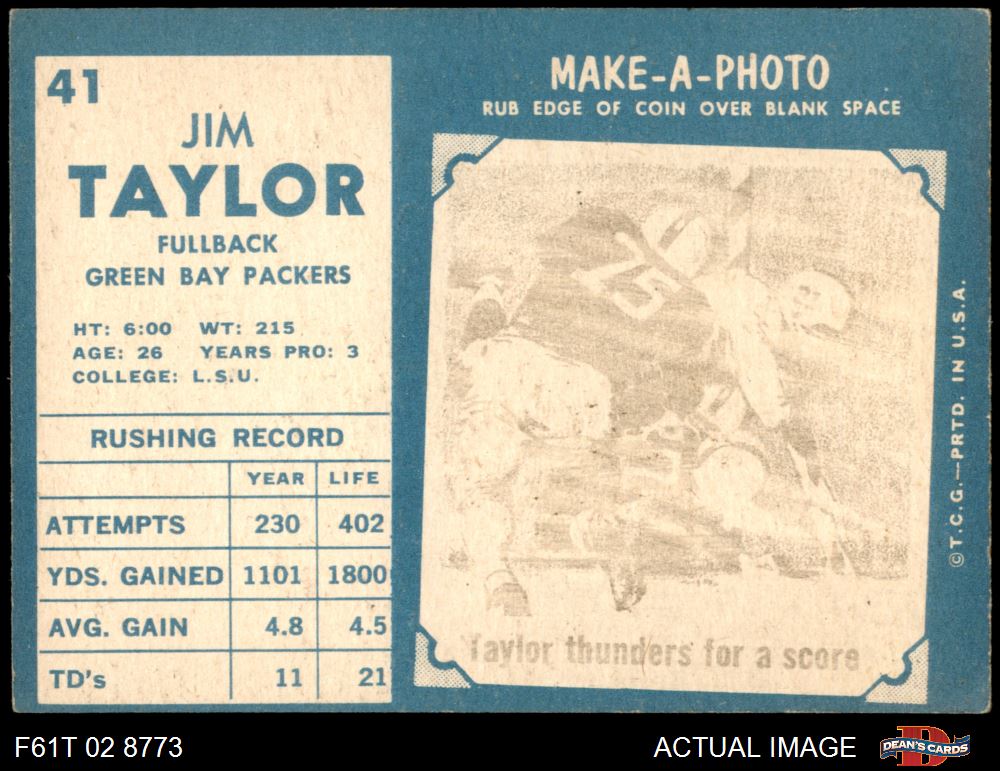 41
JIM
TAYLOR
FULLBACK
GREEN BAY PACKERS
HT: 6:00 WT: 215
AGE: 26 YEARS PRO: 3
COLLEGE: L.S.U.
RUSHING RECORD
YEAR LIFE
ATTEMPTS 230 402
YDS. GAINED 1101 1800
AVG. GAIN 4.8 4.5
TD's 11 21
MAKE-A-PHOTO
RUB EDGE OF COIN OVER BLANK SPACE
75
Taylor thunders for a score
©T.C.G.—PRTD. IN U.S.A.
F61T 02 8773
ACTUAL IMAGE
DEAN'S CARDS